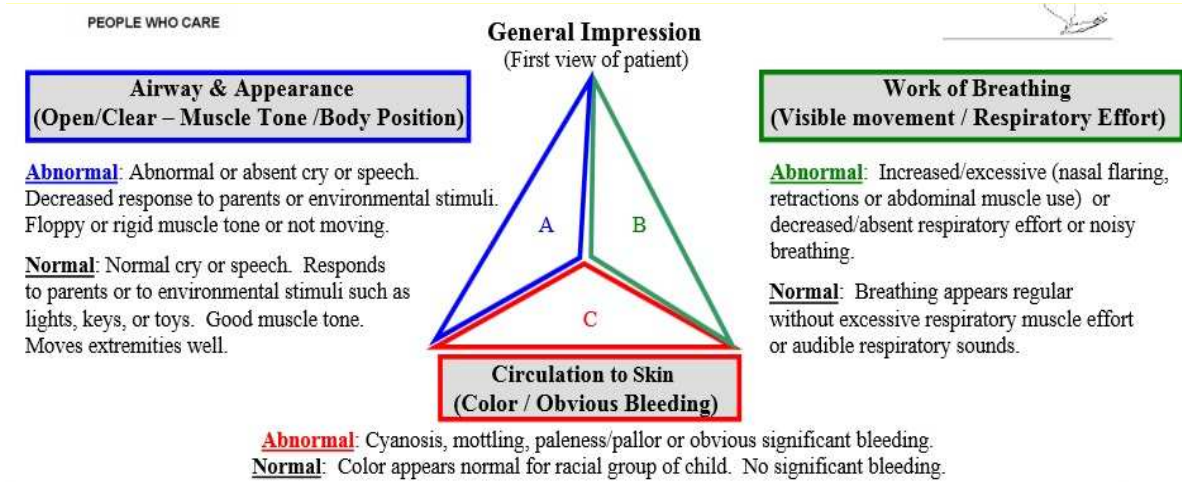 PEOPLE WHO CARE
General Impression
(First view of patient)
Airway & Appearance
(Open/Clear – Muscle Tone /Body Position)
Abnormal: Abnormal or absent cry or speech.
Decreased response to parents or environmental stimuli.
Floppy or rigid muscle tone or not moving.
Normal: Normal cry or speech. Responds
to parents or to environmental stimuli such as
lights, keys, or toys. Good muscle tone.
Moves extremities well.
A
B
C
Work of Breathing
(Visible movement / Respiratory Effort)
Abnormal: Increased/excessive (nasal flaring,
retractions or abdominal muscle use) or
decreased/absent respiratory effort or noisy
breathing.
Normal: Breathing appears regular
without excessive respiratory muscle effort
or audible respiratory sounds.
Circulation to Skin
(Color / Obvious Bleeding)
Abnormal: Cyanosis, mottling, paleness/pallor or obvious significant bleeding.
Normal: Color appears normal for racial group of child. No significant bleeding.